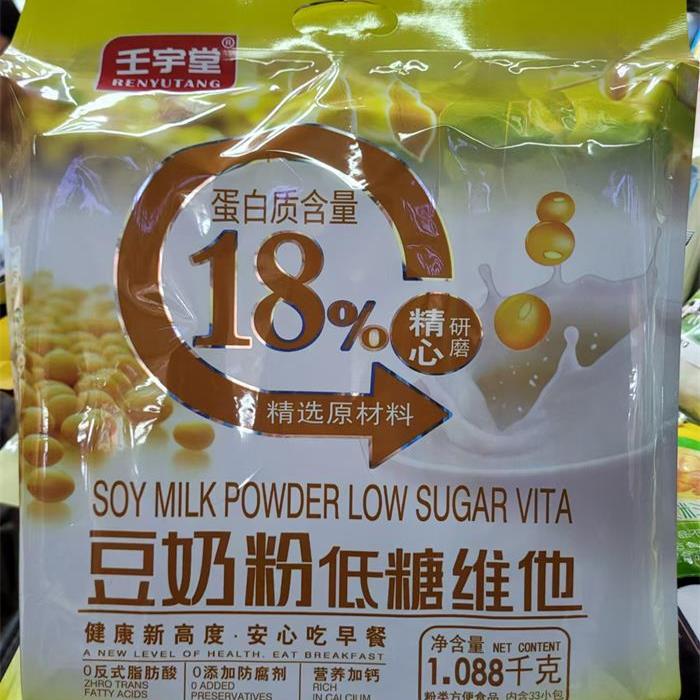 壬宇堂®
RENYUTANG
蛋白质含量
18%
精心
研磨
精选原材料
SOY MILK POWDER LOW SUGAR VITA
豆奶粉低糖维他
健康新高度·安心吃早餐
A NEW LEVEL OF HEALTH. EAT BREAKFAST
0反式脂肪酸
ZHRO TRANS
FATTY ACIDS
0添加防腐剂
0 ADDED
PRESERVATIVES
营养加钙
RICH
IN CALCIUM
净含量 NET CONTENT
1.088千克
粉类方便食品 内含33小包